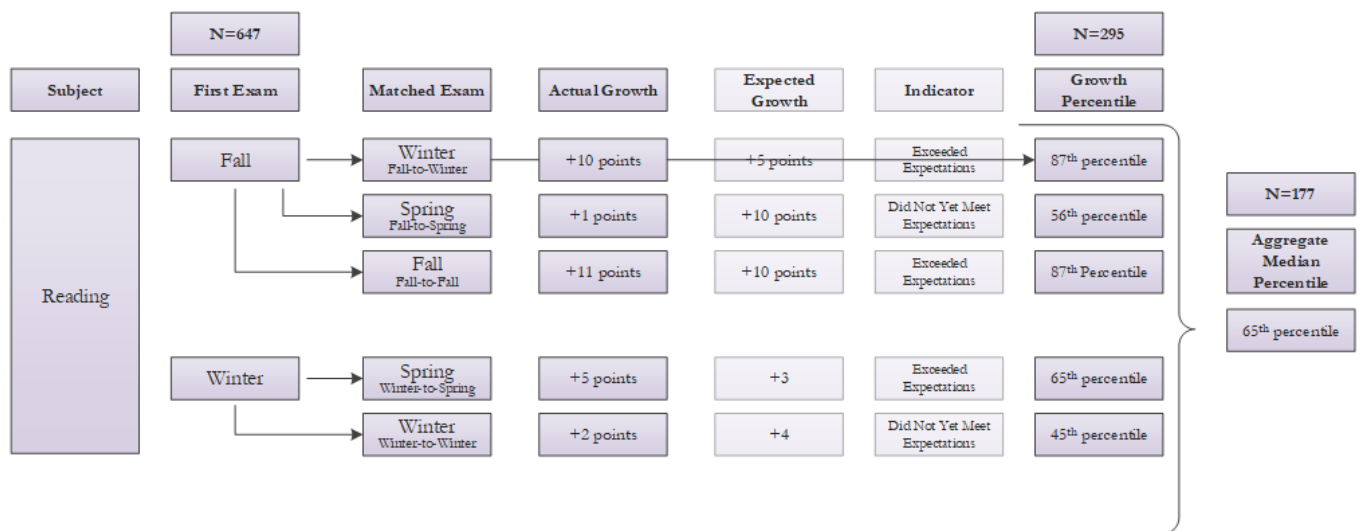 N=647
N=295
Subject
First Exam
Matched Exam
Actual Growth
Expected
Growth
Indicator
Growth
Percentile
Reading
Fall
Winter
Fall-to-Winter
+10 points
+5 points
Exceeded
Expectations
87th percentile
Spring
Fall-to-Spring
+1 points
+10 points
Did Not Yet Meet
Expectations
56th percentile
Fall
Fall-to-Fall
+11 points
+10 points
Exceeded
Expectations
87th Percentile
Winter
Spring
Winter-to-Spring
+5 points
+3
Exceeded
Expectations
65th percentile
Winter
Winter-to-Winter
+2 points
+4
Did Not Yet Meet
Expectations
45th percentile
N=177
Aggregate
Median
Percentile
65th percentile